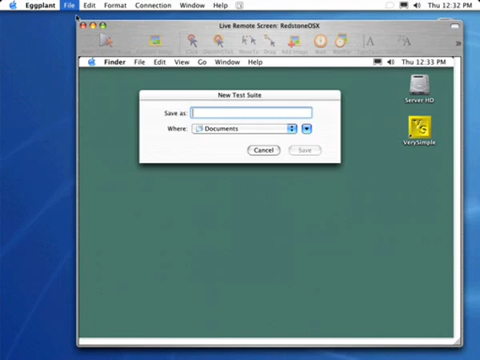 Eggplant File Edit Format Connection Window Help Thu 12:32 PM
Live Remote Screen: RedstoneOSX
Finder File Edit View Go Window Help Thu 12:33 PM
New Test Suite
Save as:
Where: Documents
Cancel Save
Server HD
VerySimple